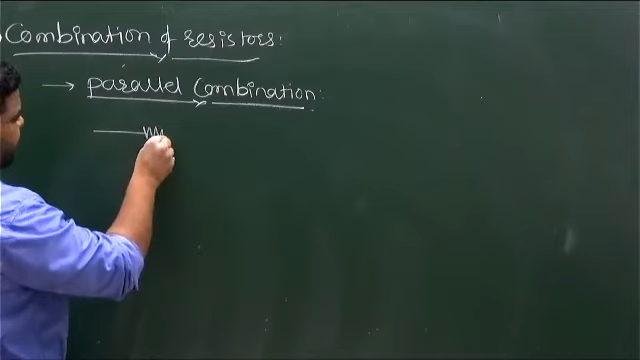 Combination of resistors:
→ parallel Combination: